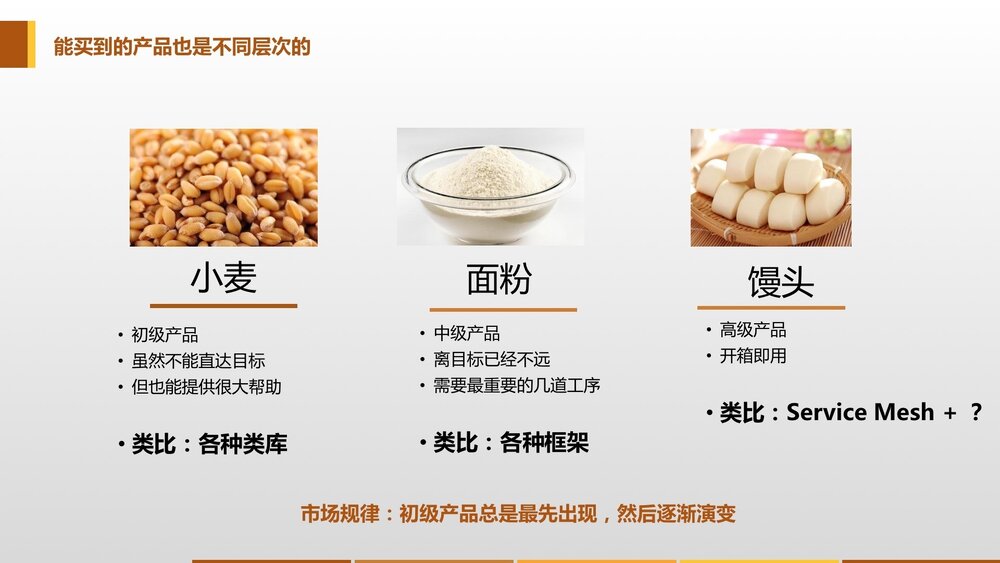 能买到的产品也是不同层次的
小麦
• 初级产品
• 虽然不能直达目标
• 但也能提供很大帮助
• 类比：各种类库
面粉
• 中级产品
• 离目标已经不远
• 需要最重要的几道工序
• 类比：各种框架
馒头
• 高级产品
• 开箱即用
• 类比：Service Mesh + ？
市场规律：初级产品总是最先出现，然后逐渐演变